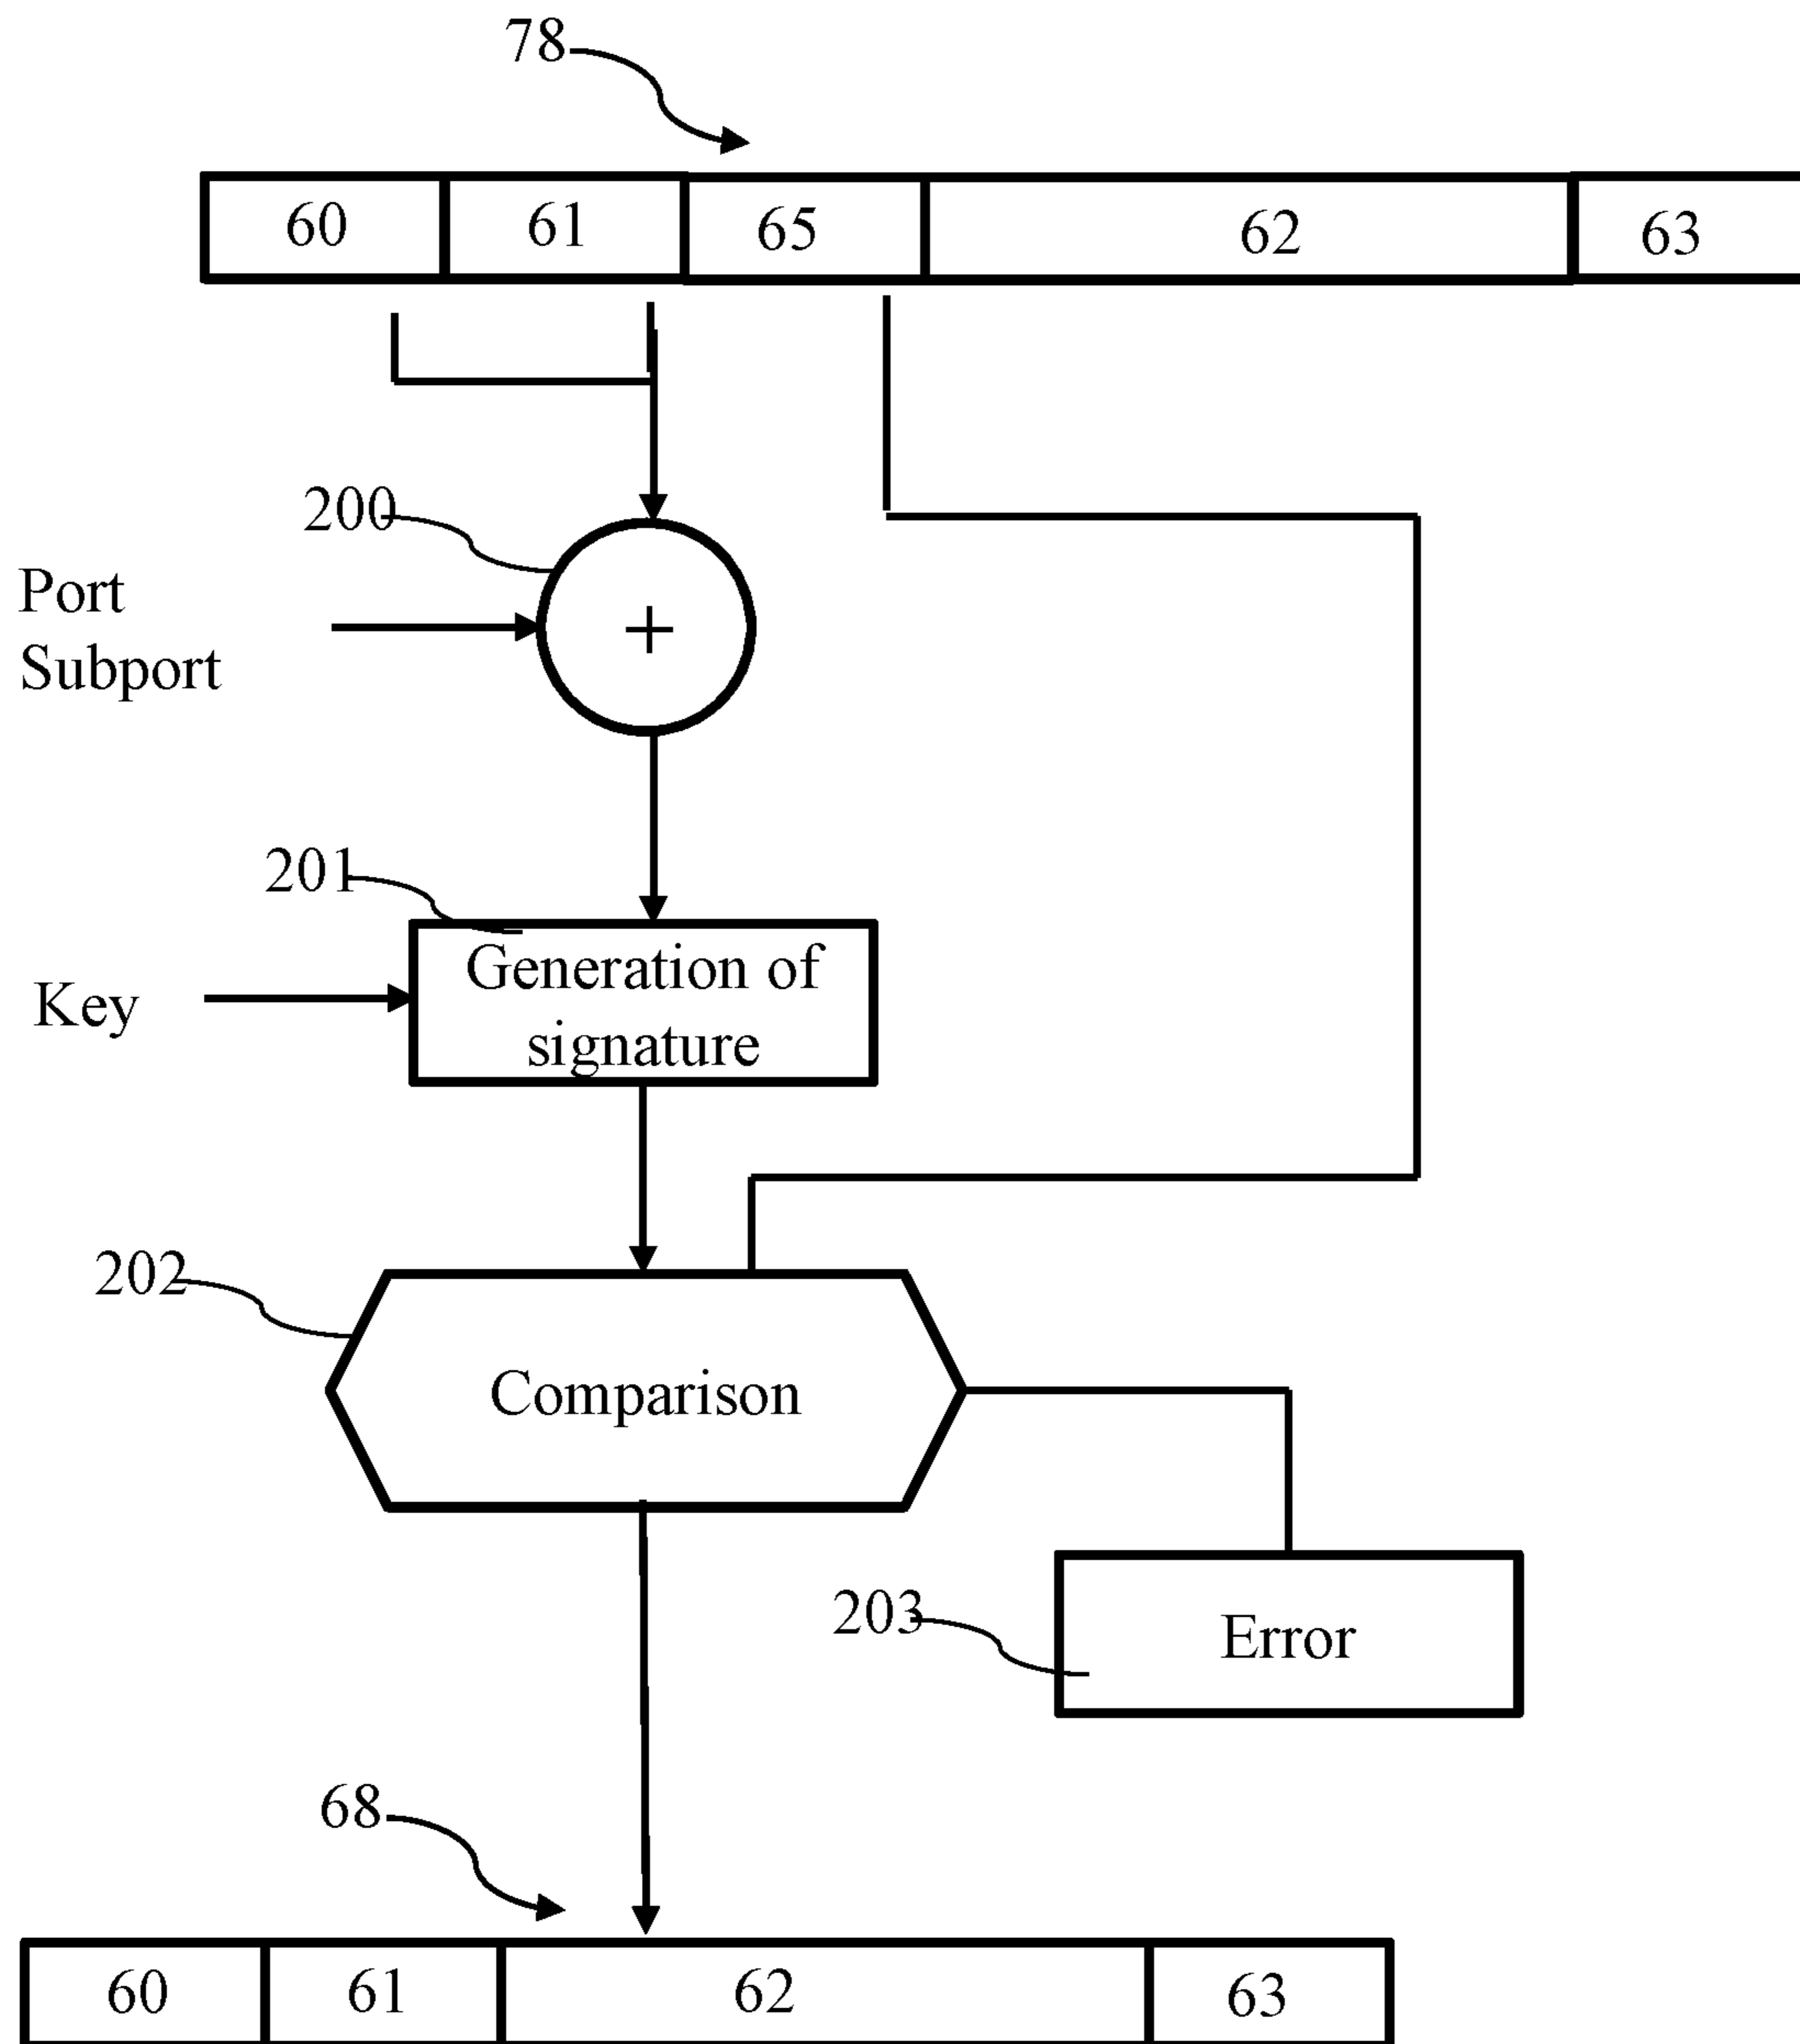 78
60 61 65 62 63
200
Port
Subport
+
201
Generation of
signature
Key
202
Comparison
203
Error
68
60 61 62 63